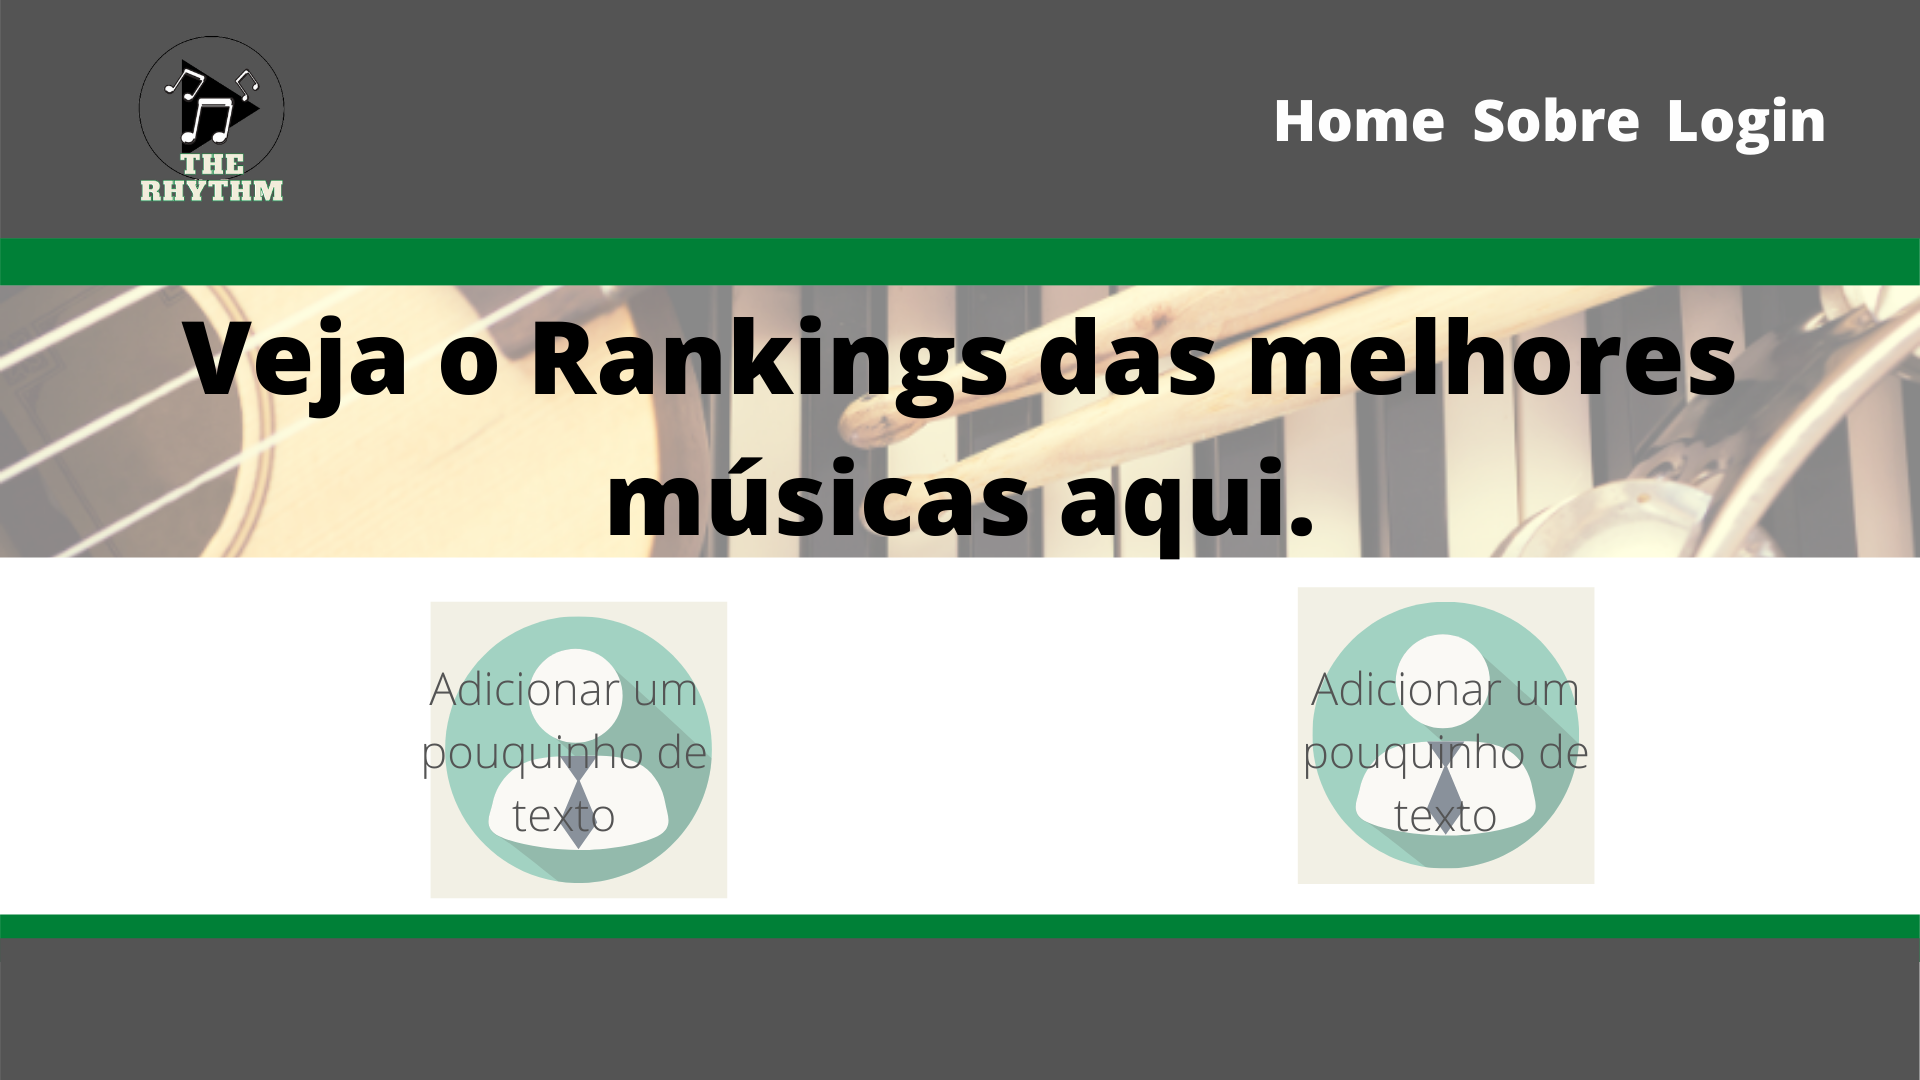 THE
RHYTHM
Home Sobre Login
Veja o Rankings das melhores
músicas aqui.
Adicionar um
pouquinho de
texto
Adicionar um
pouquinho de
texto